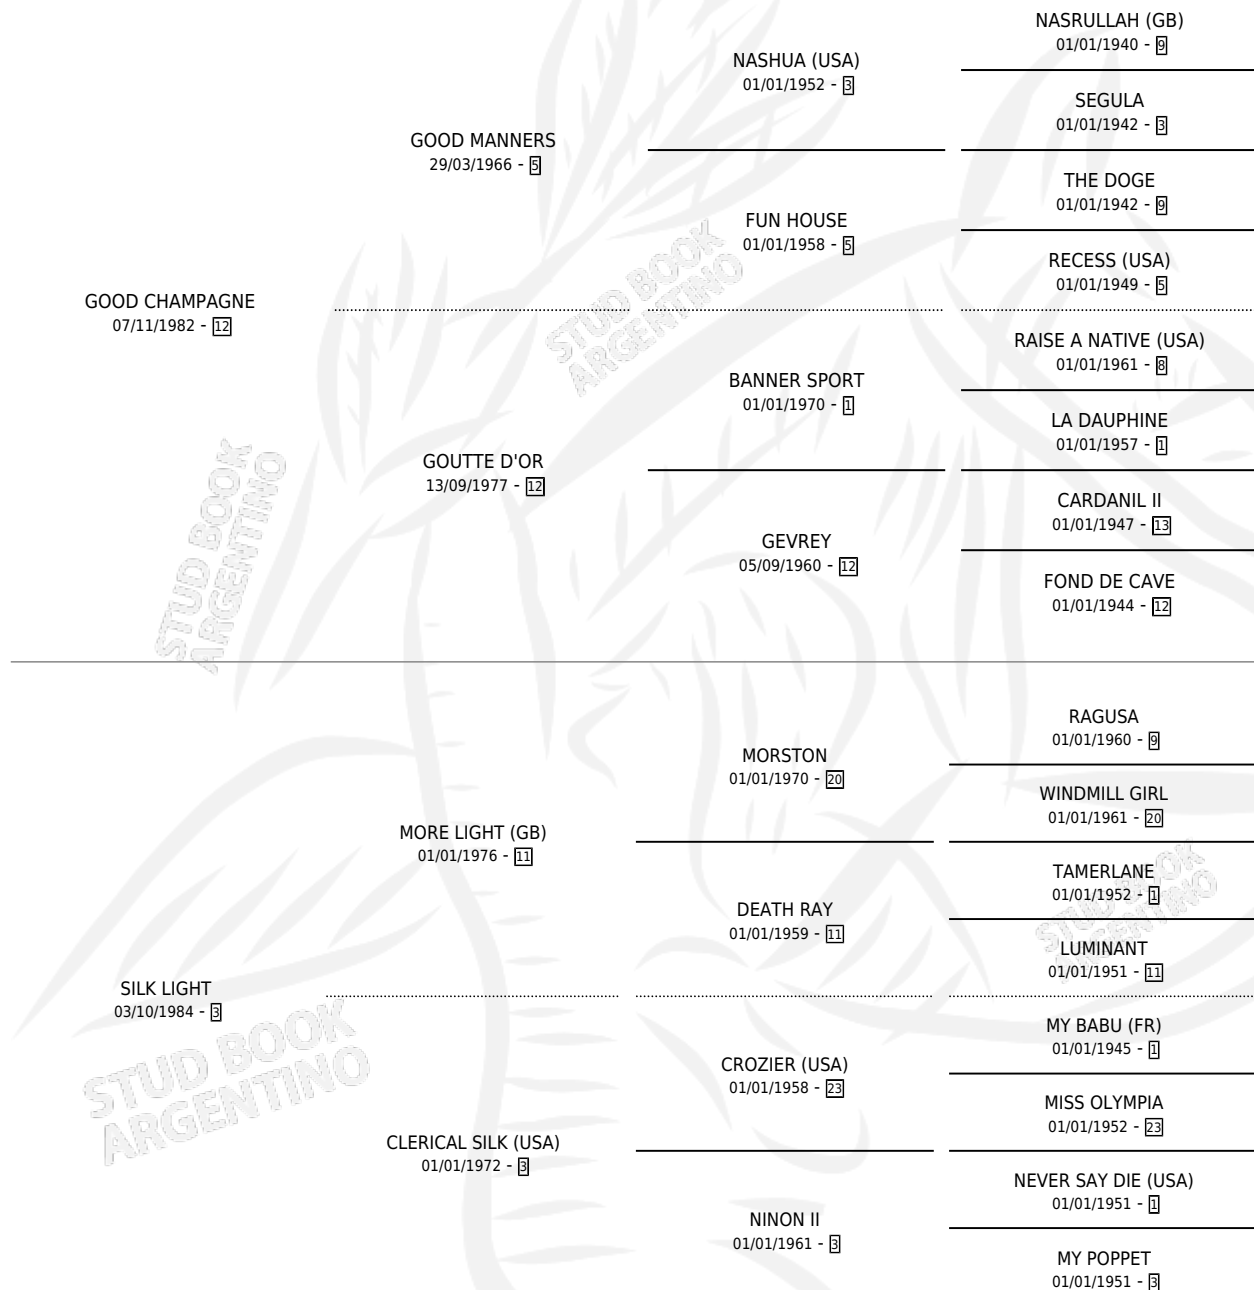 NASRULLAH (GB)
01/01/1940 - 9
NASHUA (USA)
01/01/1952 - 3
SEGULA
01/01/1942 - 3
GOOD MANNERS
29/03/1966 - 5
THE DOGE
01/01/1942 - 9
FUN HOUSE
01/01/1958 - 5
RECESS (USA)
01/01/1949 - 5
GOOD CHAMPAGNE
07/11/1982 - 12
RAISE A NATIVE (USA)
01/01/1961 - 8
BANNER SPORT
01/01/1970 - 1
LA DAUPHINE
01/01/1957 - 1
GOUTTE D'OR
13/09/1977 - 12
CARDANIL II
01/01/1947 - 13
GEVREY
05/09/1960 - 12
FOND DE CAVE
01/01/1944 - 12
RAGUSA
01/01/1960 - 9
MORSTON
01/01/1970 - 20
WINDMILL GIRL
01/01/1961 - 20
MORE LIGHT (GB)
01/01/1976 - 11
TAMERLANE
01/01/1952 - 1
DEATH RAY
01/01/1959 - 11
LUMINANT
01/01/1951 - 11
SILK LIGHT
03/10/1984 - 3
MY BABU (FR)
01/01/1945 - 1
CROZIER (USA)
01/01/1958 - 23
MISS OLYMPIA
01/01/1952 - 23
CLERICAL SILK (USA)
01/01/1972 - 3
NEVER SAY DIE (USA)
01/01/1951 - 1
NINON II
01/01/1961 - 3
MY POPPET
01/01/1951 - 3
STUD BOOK
ARGENTINO
STUD BOOK
ARGENTINO
STUD BOOK
ARGENTINO
STUD BOOK
ARGENTINO